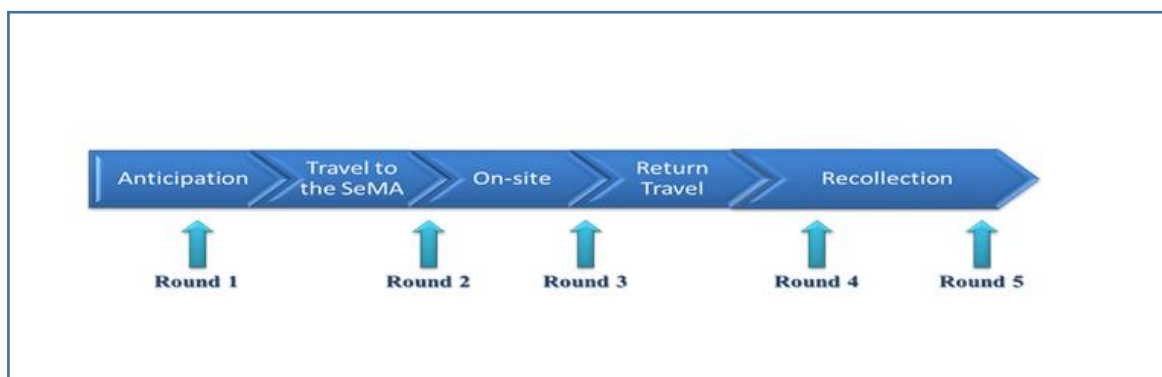 Anticipation
Travel to
the SeMA
On-site
Return
Travel
Recollection
Round 1
Round 2
Round 3
Round 4
Round 5